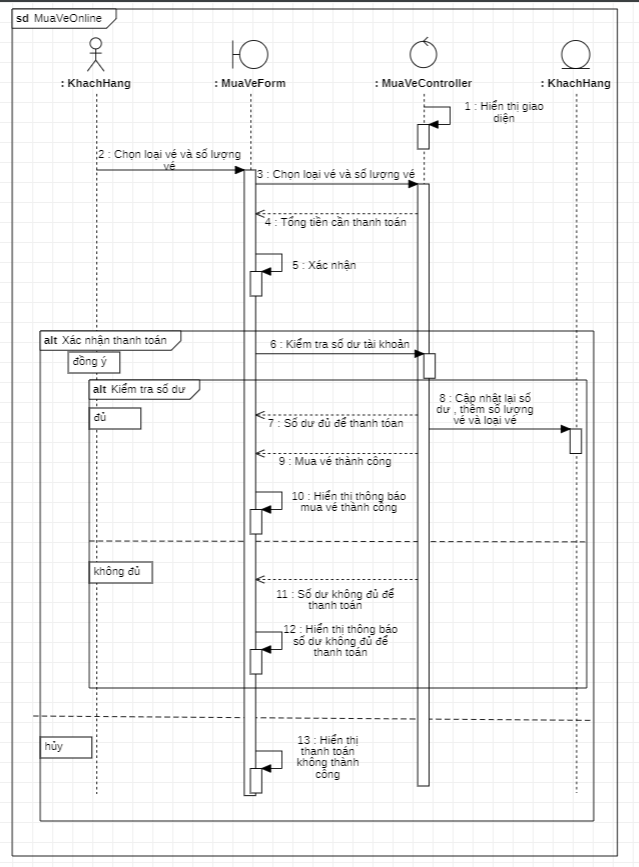 sd MuaVeOnline
: KhachHang
: MuaVeForm
: MuaVeController
: KhachHang
1 : Hiển thị giao
diện
2 : Chọn loại vé và số lượng
vé
3 : Chọn loại vé và số lượng vé
4 : Tổng tiền cần thanh toán
5 : Xác nhận
alt Xác nhận thanh toán
đồng ý
6 : Kiểm tra số dư tài khoản
alt Kiểm tra số dư
đủ
7 : Số dư đủ để thanh tóan
8 : Cập nhật lại số
dư , thêm số lượng
vé và loại vé
9 : Mua vé thành công
10 : Hiển thị thông báo
mua vé thành công
không đủ
11 : Số dư không đủ để
thanh toán
12 : Hiển thị thông báo
số dư không đủ để
thanh toán
hủy
13 : Hiển thị
thanh toán
không thành
công